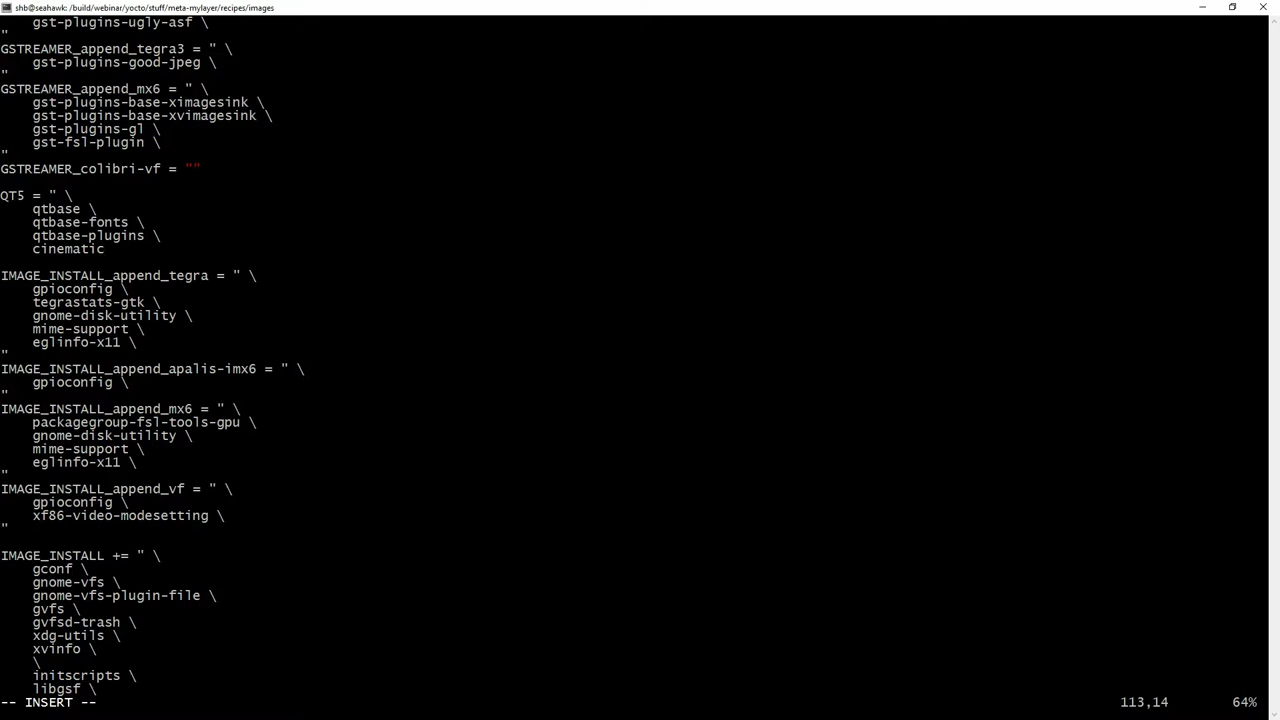 shb@seahawk: /build/webinar/yocto/stuff/meta-mylayer/recipes/images
    gst-plugins-ugly-asf \
"
GSTREAMER_append_tegra3 = " \
    gst-plugins-good-jpeg \
"
GSTREAMER_append_mx6 = " \
    gst-plugins-base-ximagesink \
    gst-plugins-base-xvimagesink \
    gst-plugins-gl \
    gst-fsl-plugin \
"
GSTREAMER_colibri-vf = ""
QT5 = " \
    qtbase \
    qtbase-fonts \
    qtbase-plugins \
    cinematic
IMAGE_INSTALL_append_tegra = " \
    gpioconfig \
    tegrastats-gtk \
    gnome-disk-utility \
    mime-support \
    eglinfo-x11 \
"
IMAGE_INSTALL_append_apalis-imx6 = " \
    gpioconfig \
"
IMAGE_INSTALL_append_mx6 = " \
    packagegroup-fsl-tools-gpu \
    gnome-disk-utility \
    mime-support \
    eglinfo-x11 \
"
IMAGE_INSTALL_append_vf = " \
    gpioconfig \
    xf86-video-modesetting \
"
IMAGE_INSTALL += " \
    gconf \
    gnome-vfs \
    gnome-vfs-plugin-file \
    gvfs \
    gvfsd-trash \
    xdg-utils \
    xvinfo \
    \
    initscripts \
    libgsf \
-- INSERT -- 113,14 64%